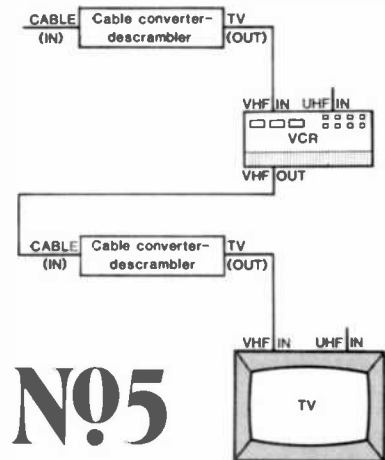 CABLE Cable converter- TV
(IN) descrambler (OUT)
VHF IN UHF IN
VCR
VHF OUT
CABLE Cable converter- TV
(IN) descrambler (OUT)
VHF IN UHF IN
TV
Nº5